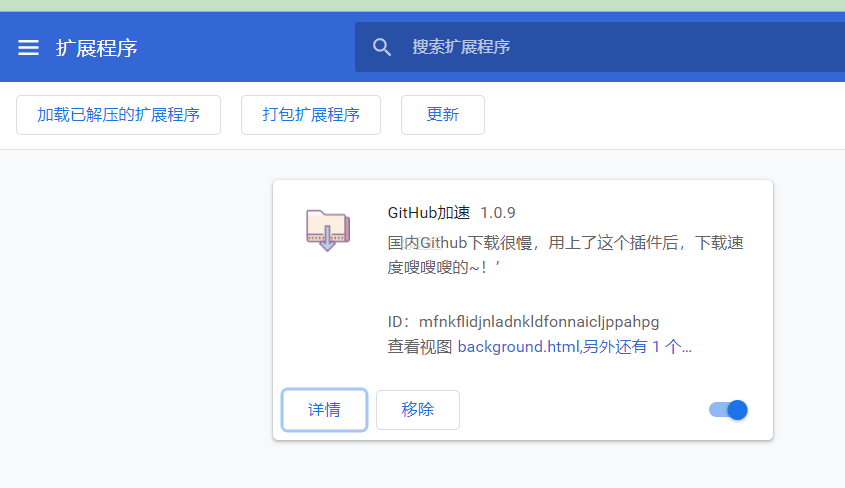 扩展程序
搜索扩展程序
加载已解压的扩展程序
打包扩展程序
更新
GitHub加速 1.0.9
国内Github下载很慢，用上了这个插件后，下载速
度嗖嗖嗖的~！’
ID：mfnkflidjnladnkldfonnaicljppahpg
查看视图 background.html,另外还有 1 个...
详情
移除